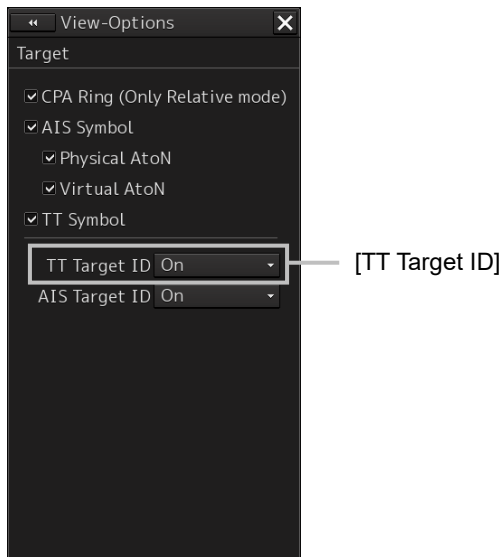 View-Options
Target
CPA Ring (Only Relative mode)
AIS Symbol
Physical AtoN
Virtual AtoN
TT Symbol
TT Target ID On
[TT Target ID]
AIS Target ID On